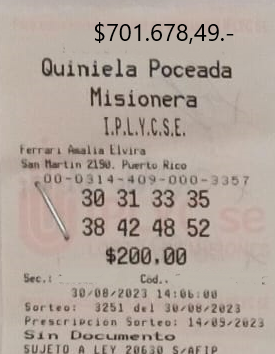 $701.678,49.-
Quiniela Poceada
Misionera
I.P.L.Y.C.S.E.
Ferrari Amalia Elvira
San Martin 2150. Puerto Rico
00-0314-409-000-3357
30 31 33 35
38 42 48 52
$200.00
Sec.: Cod..
30/08/2023 14:06:00
Sorteo: 3251 del 30/08/2023
Prescripcion Sorteo: 14/09/2023
Sin Documento
SUJETO A LEY 20630 S/AFIP